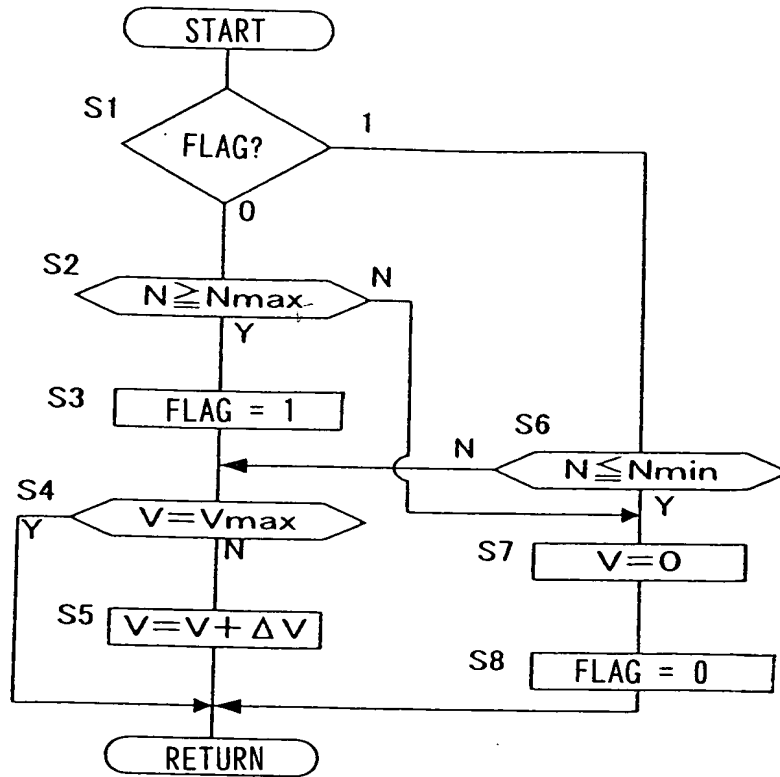 START
S1
FLAG?
1
0
S2
N≧Nmax
N
Y
S3
FLAG = 1
S6
N
N≦Nmin
Y
S4
Y
V=Vmax
N
S7
V=0
S5
V=V+ΔV
S8
FLAG = 0
RETURN